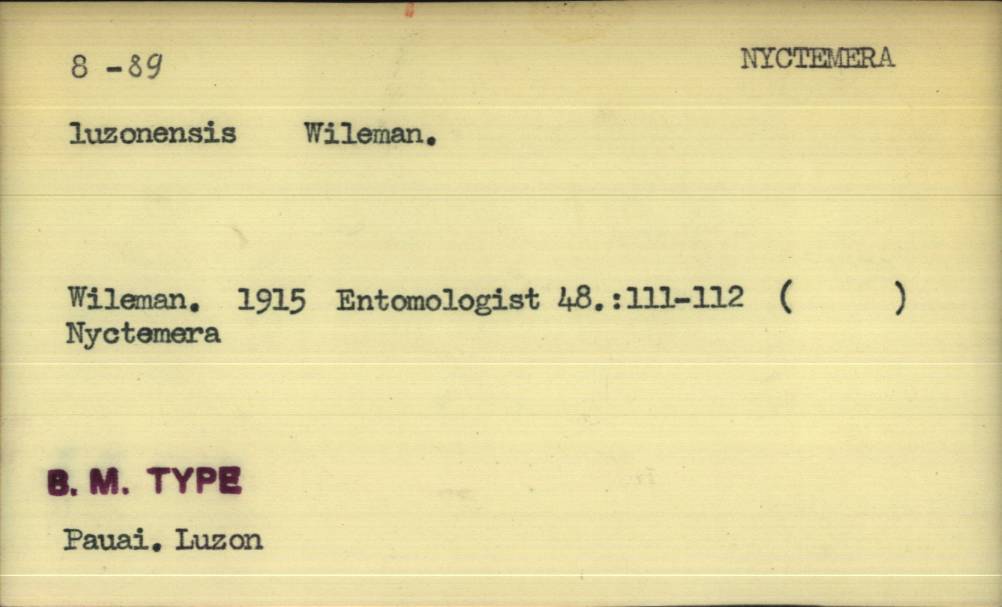 8 -89 NYCTEMERA
luzonensis Wileman.
Wileman. 1915 Entomologist 48.:111-112 ( )
Nyctemera
B. M. TYPE
Pauai. Luzon